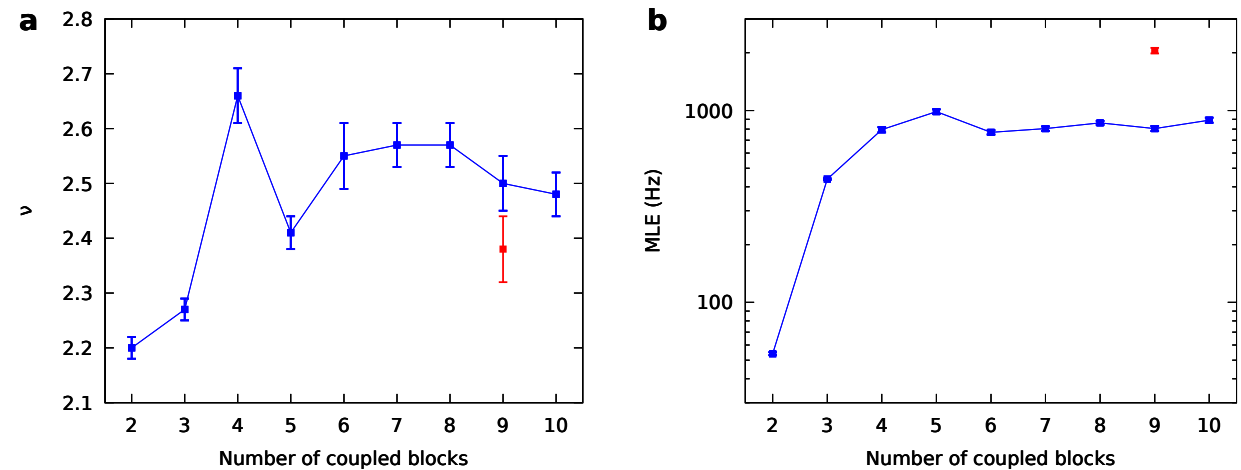 a
2.8
2.7
2.6
2.5
2.4
2.3
2.2
2.1
ν
2 3 4 5 6 7 8 9 10
Number of coupled blocks
b
1000
100
MLE (Hz)
2 3 4 5 6 7 8 9 10
Number of coupled blocks